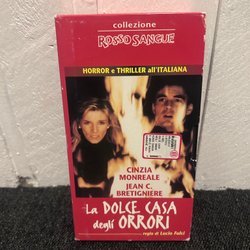 collezione
ROSSO SANGUE
HORROR e THRILLER all'ITALIANA
CINZIA
MONREALE
JEAN C.
BRETIGNIERE
La DOLCE CASA
degli ORRORI
regia di Lucio Fulci